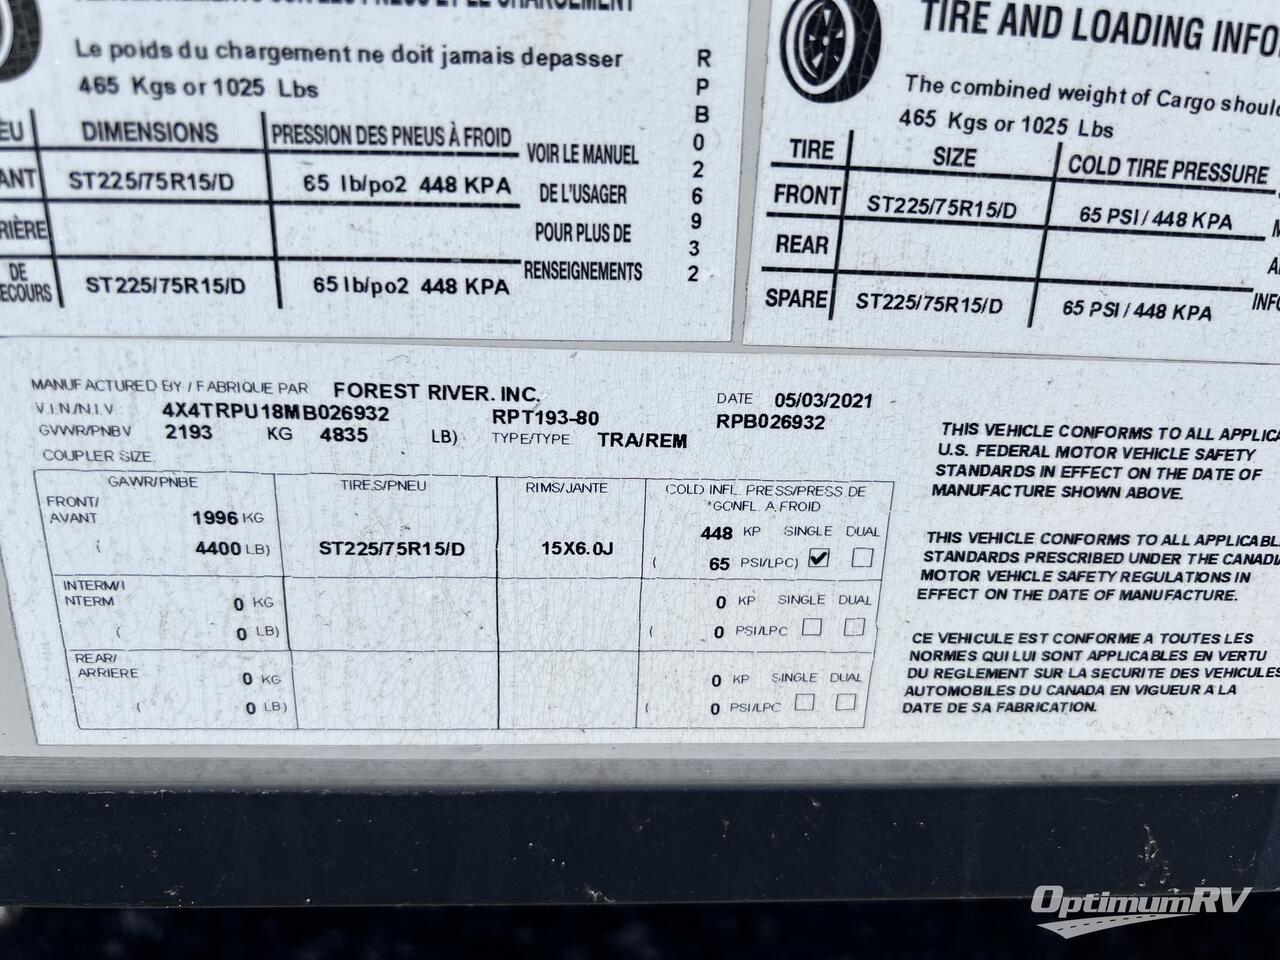 Le poids du chargement ne doit jamais depasser
465 Kgs or 1025 Lbs
DIMENSIONS PRESSION DES PNEUS À FROID
ST225/75R15/D 65 lb/po2 448 KPA
DE
ST225/75R15/D 65 lb/po2 448 KPA
VOIR LE MANUEL
DE L'USAGER
POUR PLUS DE
RENSEIGNEMENTS
R
P
B
0
2
6
9
3
2
TIRE AND LOADING
The combined weight of Cargo
465 Kgs or 1025 Lbs
TIRE SIZE COLD TIRE PRESSURE
FRONT ST225/75R15/D 65 PSI / 448 KPA
REAR
SPARE ST225/75R15/D 65 PSI / 448 KPA
MANUFACTURED BY / FABRIQUE PAR FOREST RIVER. INC. DATE 05/03/2021
V.I.N/N.I.V 4X4TRPU18MB026932 RPT193-80 RPB026932
GVWR/PNBV 2193 KG 4835 LB) TYPE/TYPE TRA/REM
COUPLER SIZE:
GAWR/PNBE TIRES/PNEU RIMS/JANTE COLD INFL. PRESS/PRESS DE
"GONFL. A. FROID
FRONT/
AVANT 1996 KG 448 KP SINGLE DUAL
( 4400 LB) ST225/75R15/D 15X6.0J ( 65 PSI/LPC) ✓
INTERM/I
NTERM 0 KG 0 KP SINGLE DUAL
( 0 LB) ( 0 PSI/LPC
REAR/
ARRIERE 0 KG 0 KP SINGLE DUAL
( 0 LB) ( 0 PSI/LPC
THIS VEHICLE CONFORMS TO ALL
U.S. FEDERAL MOTOR VEHICLE SAFETY
STANDARDS IN EFFECT ON THE DATE OF
MANUFACTURE SHOWN ABOVE.
THIS VEHICLE CONFORMS TO ALL
STANDARDS PRESCRIBED UNDER THE
MOTOR VEHICLE SAFETY REGULATIONS IN
EFFECT ON THE DATE OF MANUFACTURE.
CE VEHICULE EST CONFORME A TOUTES LES
NORMES QUI LUI SONT APPLICABLES EN VERTU
DU REGLEMENT SUR LA SECURITE DES VEHICULES
AUTOMOBILES DU CANADA EN VIGUEUR A LA
DATE DE SA FABRICATION.
OptimumRV